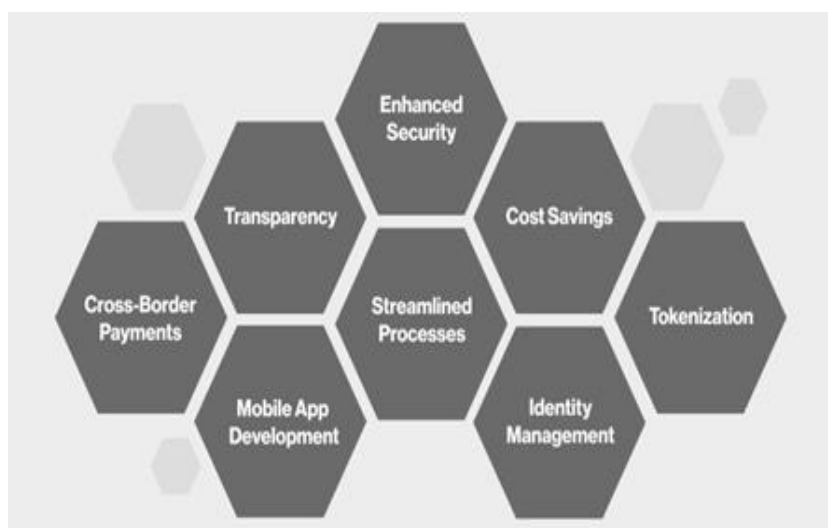 Enhanced
Security
Transparency
Cost Savings
Cross-Border
Payments
Streamlined
Processes
Tokenization
Mobile App
Development
Identity
Management